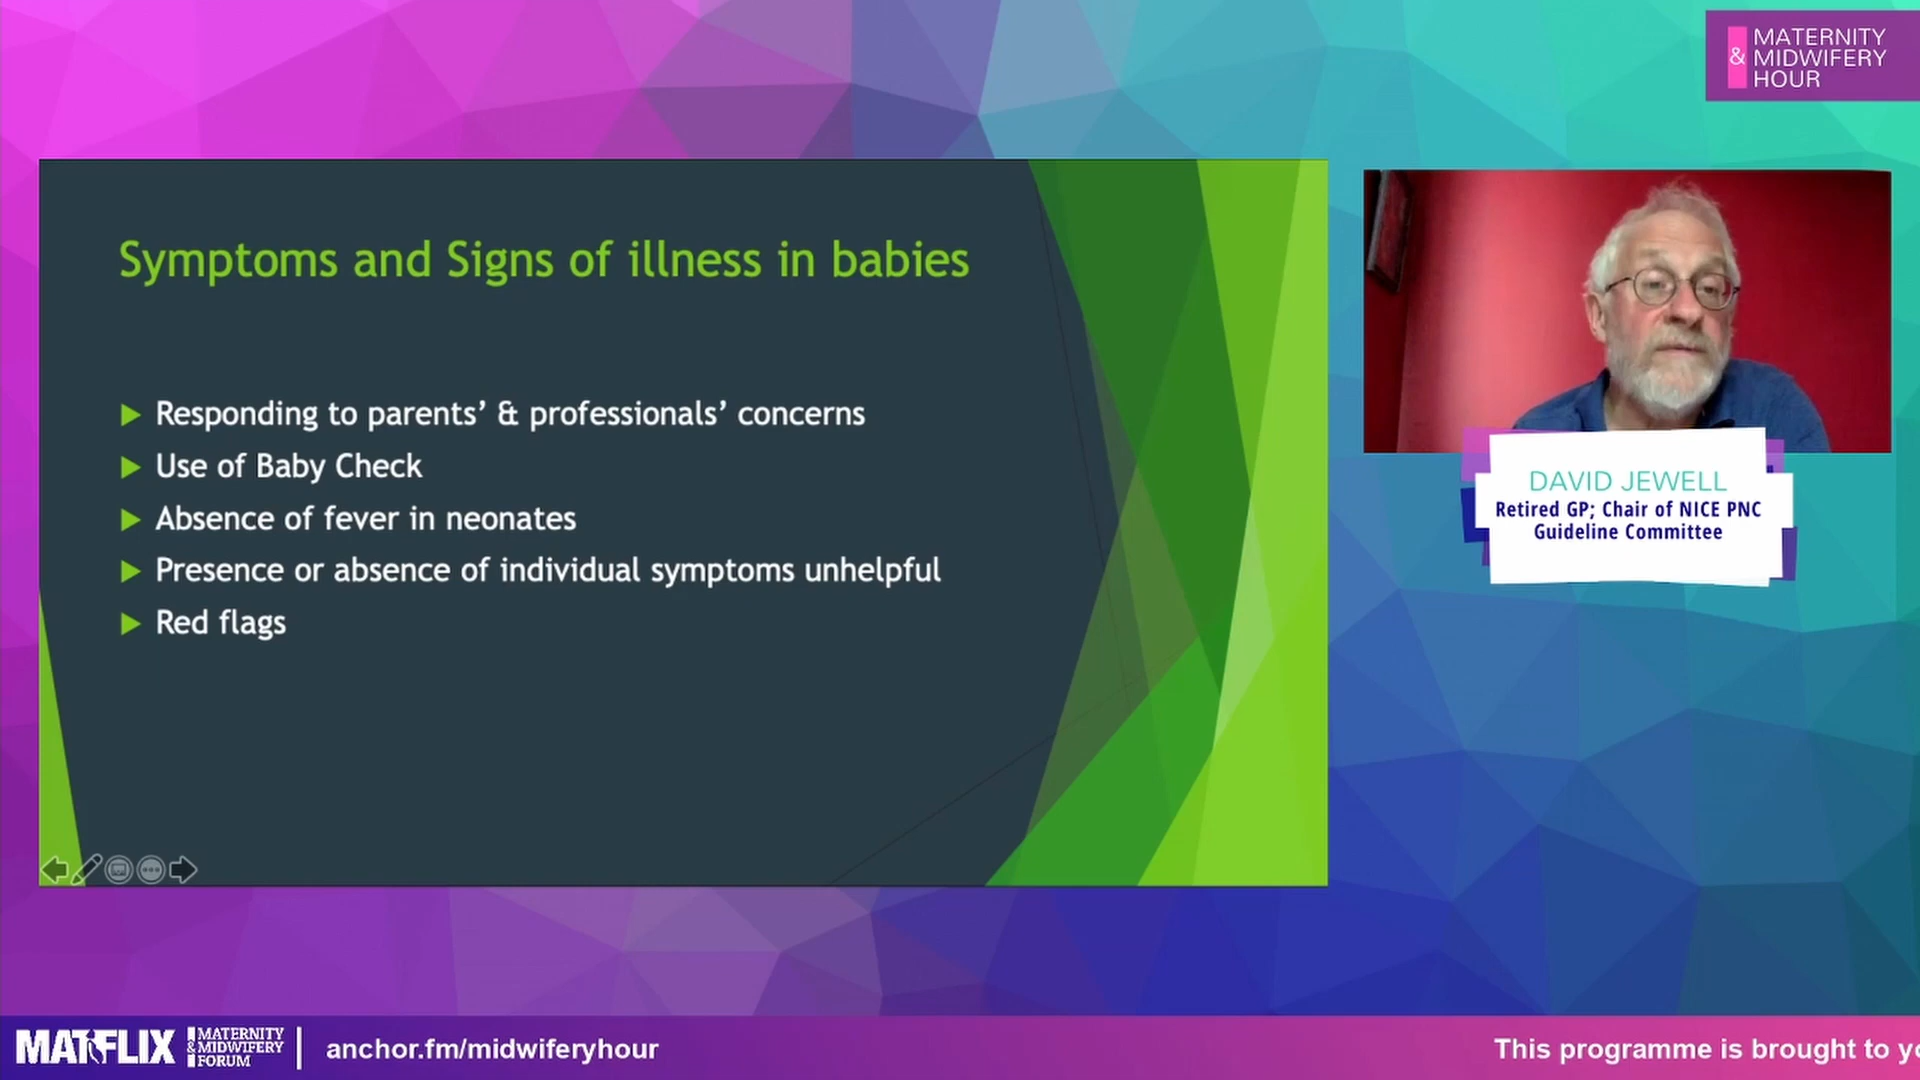 & MATERNITY
MIDWIFERY
HOUR
Symptoms and Signs of illness in babies
Responding to parents’ & professionals’ concerns
Use of Baby Check
Absence of fever in neonates
Presence or absence of individual symptoms unhelpful
Red flags
DAVID JEWELL
Retired GP; Chair of NICE PNC
Guideline Committee
MATFLIX
MATERNITY
& MIDWIFERY
FORUM
anchor.fm/midwiferyhour
This programme is brought to